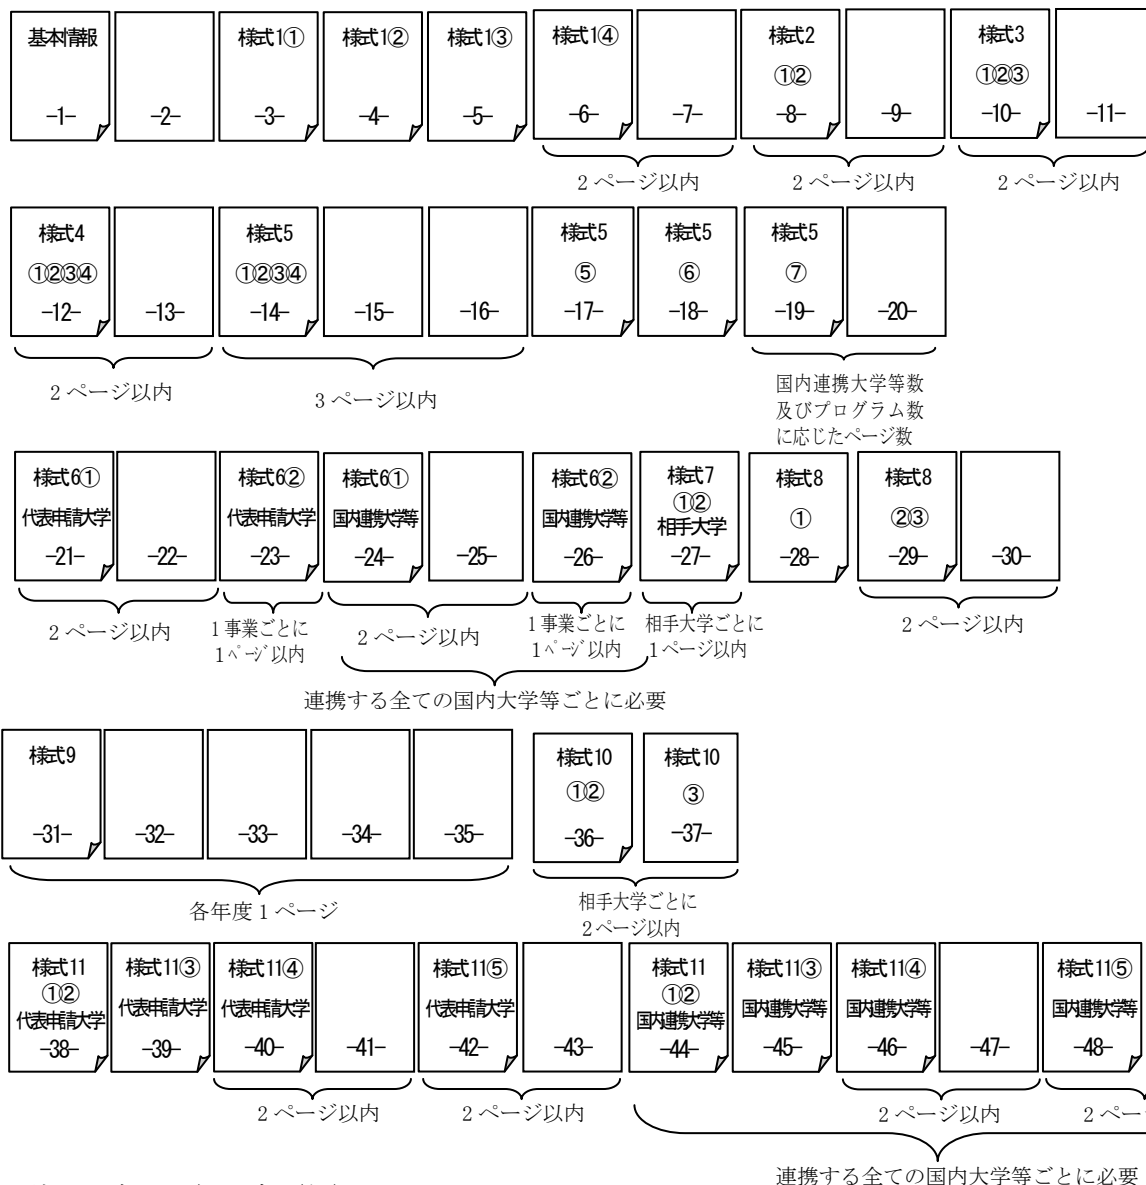 基本情報 様式1① 様式1② 様式1③ 様式1④ 様式2 様式3
①② ①②③
-1- -2- -3- -4- -5- -6- -7- -8- -9- -10- -11-
2ページ以内 2ページ以内 2ページ以内
様式4 様式5 様式5 様式5 様式5
①②③④ ①②③④ ⑤ ⑥ ⑦
-12- -13- -14- -15- -16- -17- -18- -19- -20-
2ページ以内 3ページ以内
国内連携大学等数
及びプログラム数
に応じたページ数
様式6① 様式6② 様式6① 様式6② 様式7 様式8 様式8
代表申請大学 代表申請大学 国内連携大学等 国内連携大学等 ①② ① ②③
相手大学
-21- -22- -23- -24- -25- -26- -27- -28- -29- -30-
2ページ以内 1事業ごとに 2ページ以内 1事業ごとに 相手大学ごとに 2ページ以内
1ページ以内 1ページ以内 1ページ以内
連携する全ての国内大学等ごとに必要
様式9 様式10 様式10
①② ③
-31- -32- -33- -34- -35- -36- -37-
各年度1ページ 相手大学ごとに
2ページ以内
様式11 様式11③ 様式11④ 様式11⑤ 様式11 様式11③ 様式11④ 様式11⑤
①② 代表申請大学 代表申請大学 代表申請大学 ①② 国内連携大学等 国内連携大学等 国内連携大学等
代表申請大学 国内連携大学等
-38- -39- -40- -41- -42- -43- -44- -45- -46- -47- -48-
2ページ以内 2ページ以内 2ページ以内 2ペー
連携する全ての国内大学等ごとに必要